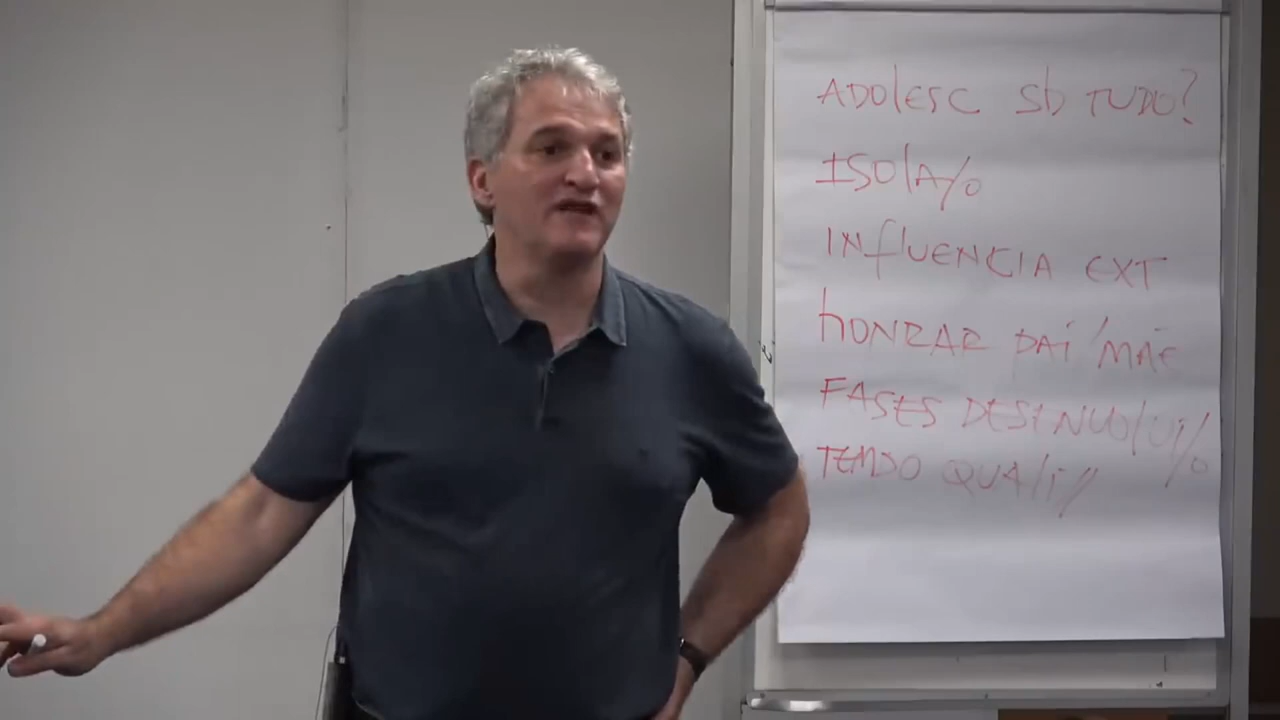 ADOLESC Sb TUDO?
ISOLA/o
INFLUENCIA EXT
HONRAR PAI/MÃE
FASES DESENVOLVI/o
TEMPO QUALI/